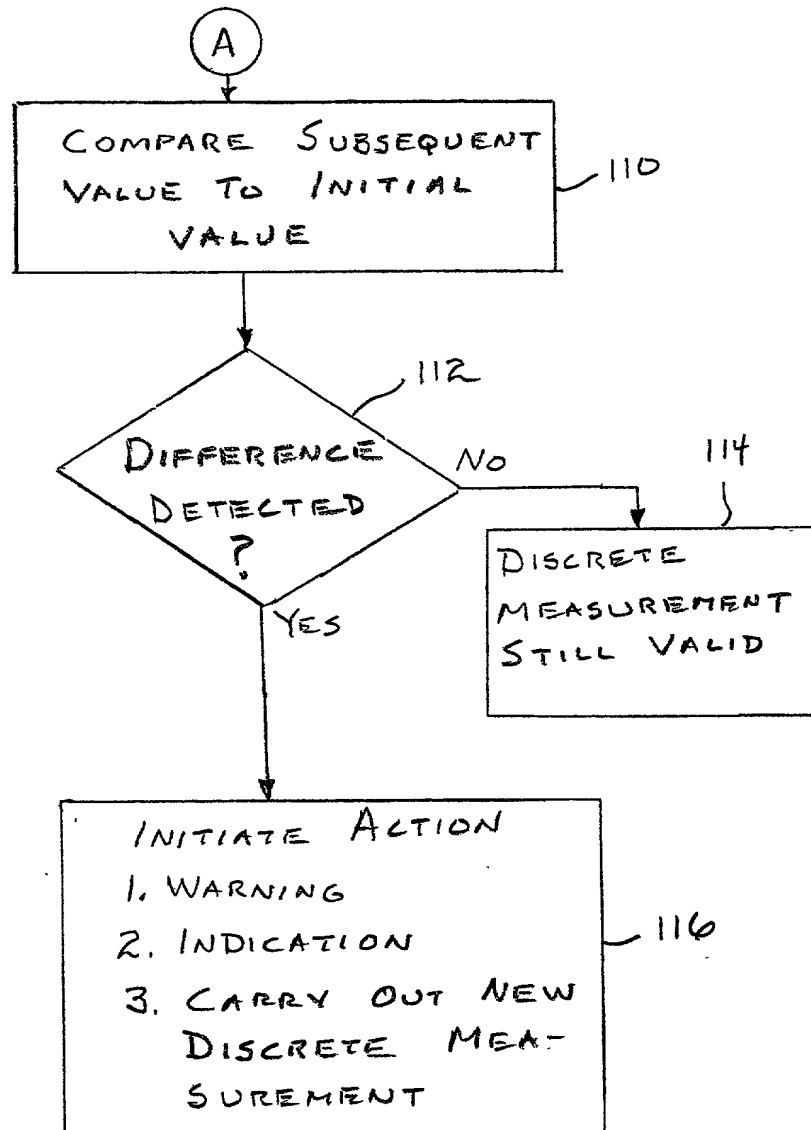 A
COMPARE SUBSEQUENT
VALUE TO INITIAL
VALUE
110
112
DIFFERENCE
DETECTED
?
NO
YES
114
DISCRETE
MEASUREMENT
STILL VALID
INITIATE ACTION
1. WARNING
2. INDICATION
3. CARRY OUT NEW
DISCRETE MEA-
SUREMENT
116